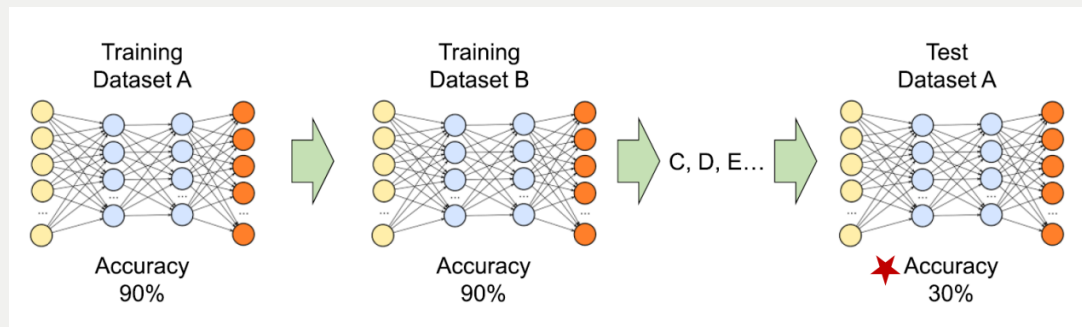 Training
Dataset A
Training
Dataset B
Test
Dataset A
...
...
...
...
...
...
...
...
...
C, D, E...
Accuracy
90%
Accuracy
90%
Accuracy
30%